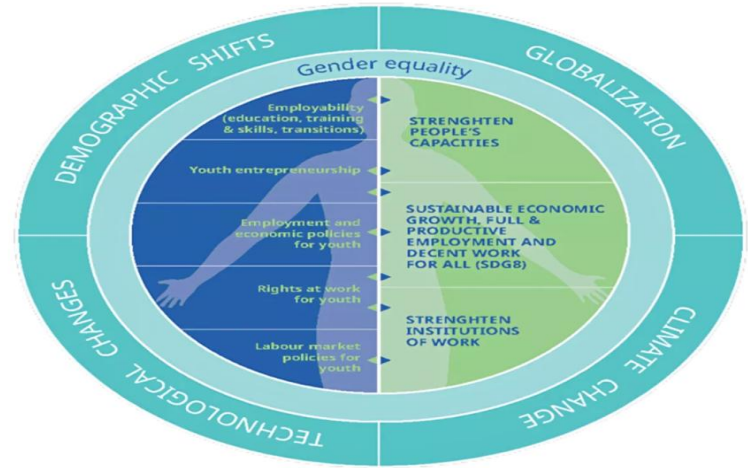 DEMOGRAPHIC SHIFTS
GLOBALIZATION
Gender equality
Employability
(education, training
& skills, transitions)
Youth entrepreneurship
Employment and
economic policies
for youth
Rights at work
for youth
Labour market
policies for
youth
STRENGHTEN
PEOPLE'S
CAPACITIES
SUSTAINABLE ECONOMIC
GROWTH, FULL &
PRODUCTIVE
EMPLOYMENT AND
DECENT WORK
FOR ALL (SDG8)
STRENGHTEN
INSTITUTIONS
OF WORK
TECHNOLOGICAL CHANGES
CLIMATE CHANGE